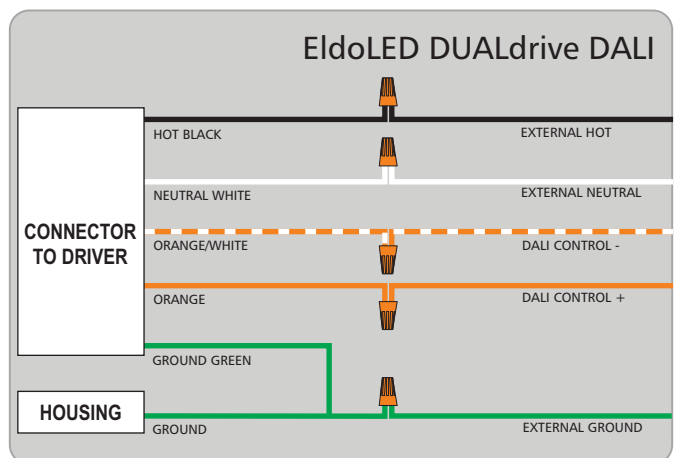 EldoLED DUALdrive DALI
HOT BLACK
EXTERNAL HOT
NEUTRAL WHITE
EXTERNAL NEUTRAL
CONNECTOR
TO DRIVER
ORANGE/WHITE
DALI CONTROL -
ORANGE
DALI CONTROL +
GROUND GREEN
HOUSING
GROUND
EXTERNAL GROUND